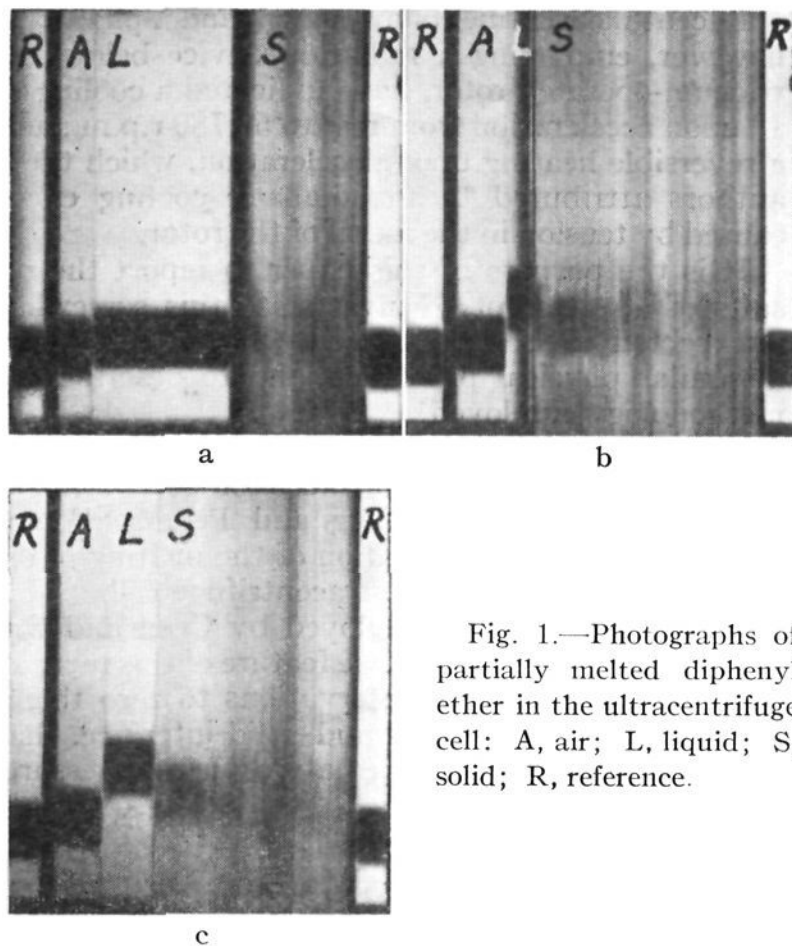 R A L S R
R A L S R
a
b
R A L S R
Fig. 1.—Photographs of
partially melted diphenyl
ether in the ultracentrifuge
cell: A, air; L, liquid; S,
solid; R, reference.
c